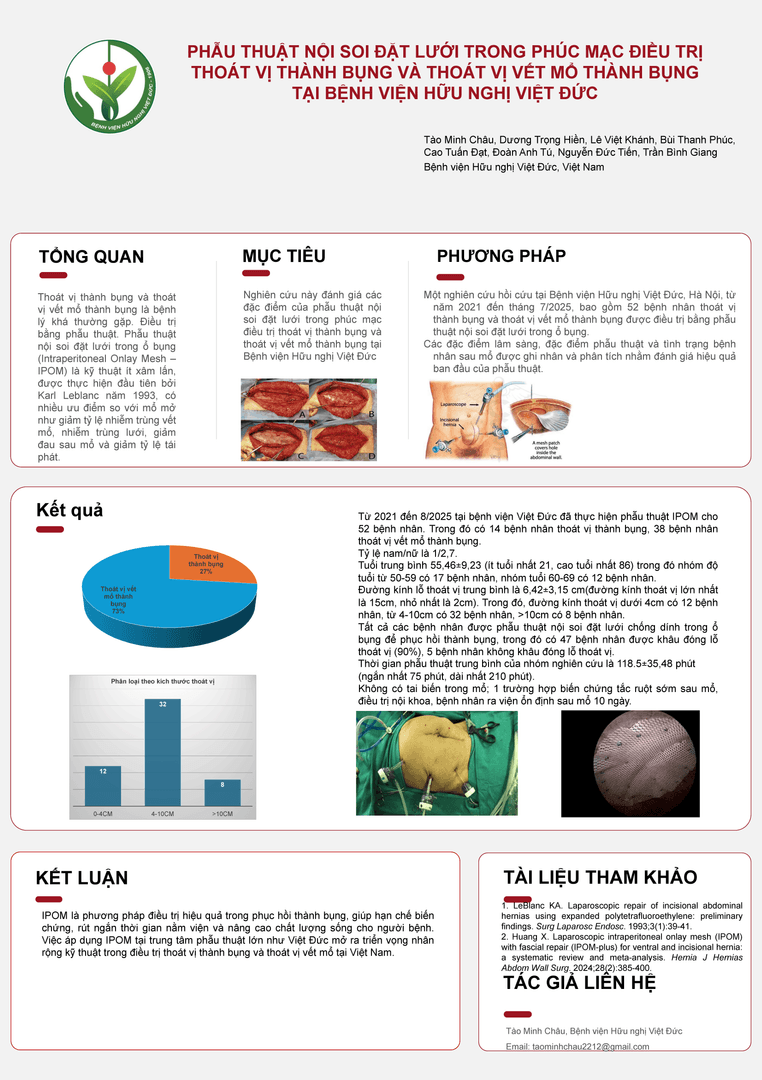 PHẪU THUẬT NỘI SOI ĐẶT LƯỚI TRONG PHÚC MẠC ĐIỀU TRỊ
THOÁT VỊ THÀNH BỤNG VÀ THOÁT VỊ VẾT MỔ THÀNH BỤNG
TẠI BỆNH VIỆN HỮU NGHỊ VIỆT ĐỨC
BỆNH VIỆN HỮU NGHỊ VIỆT ĐỨC - 1906
Tào Minh Châu, Dương Trọng Hiền, Lê Việt Khánh, Bùi Thanh Phúc,
Cao Tuấn Đạt, Đoàn Anh Tú, Nguyễn Đức Tiến, Trần Bình Giang
Bệnh viện Hữu nghị Việt Đức, Việt Nam
TỔNG QUAN
Thoát vị thành bụng và thoát
vị vết mổ thành bụng là bệnh
lý khá thường gặp. Điều trị
bằng phẫu thuật. Phẫu thuật
nội soi đặt lưới trong ổ bụng
(Intraperitoneal Onlay Mesh –
IPOM) là kỹ thuật ít xâm lấn,
được thực hiện đầu tiên bởi
Karl Leblanc năm 1993, có
nhiều ưu điểm so với mổ mở
như giảm tỷ lệ nhiễm trùng vết
mổ, nhiễm trùng lưới, giảm
đau sau mổ và giảm tỷ lệ tái
phát.
MỤC TIÊU
Nghiên cứu này đánh giá các
đặc điểm của phẫu thuật nội
soi đặt lưới trong phúc mạc
điều trị thoát vị thành bụng và
thoát vị vết mổ thành bụng tại
Bệnh viện Hữu nghị Việt Đức
A
B
C
D
PHƯƠNG PHÁP
Một nghiên cứu hồi cứu tại Bệnh viện Hữu nghị Việt Đức, Hà Nội, từ
năm 2021 đến tháng 7/2025, bao gồm 52 bệnh nhân thoát vị
thành bụng và thoát vị vết mổ thành bụng được điều trị bằng phẫu
thuật nội soi đặt lưới trong ổ bụng.
Các đặc điểm lâm sàng, đặc điểm phẫu thuật và tình trạng bệnh
nhân sau mổ được ghi nhận và phân tích nhằm đánh giá hiệu quả
ban đầu của phẫu thuật.
Laparoscope
Incisional
hernia
A mesh patch
covers hole
inside the
abdominal wall.
Kết quả
Thoát vị
thành bụng
27%
Thoát vị vết
mổ thành
bụng
73%
Phân loại theo kích thước thoát vị
12
32
8
0-4CM
4-10CM
>10CM
Từ 2021 đến 8/2025 tại bệnh viện Việt Đức đã thực hiện phẫu thuật IPOM cho
52 bệnh nhân. Trong đó có 14 bệnh nhân thoát vị thành bụng, 38 bệnh nhân
thoát vị vết mổ thành bụng.
Tỷ lệ nam/nữ là 1/2,7.
Tuổi trung bình 55,46±9,23 (ít tuổi nhất 21, cao tuổi nhất 86) trong đó nhóm độ
tuổi từ 50-59 có 17 bệnh nhân, nhóm tuổi 60-69 có 12 bệnh nhân.
Đường kính lỗ thoát vị trung bình là 6,42±3,15 cm(đường kính thoát vị lớn nhất
là 15cm, nhỏ nhất là 2cm). Trong đó, đường kính thoát vị dưới 4cm có 12 bệnh
nhân, từ 4-10cm có 32 bệnh nhân, >10cm có 8 bệnh nhân.
Tất cả các bệnh nhân được phẫu thuật nội soi đặt lưới chống dính trong ổ
bụng để phục hồi thành bụng, trong đó có 47 bệnh nhân được khâu đóng lỗ
thoát vị (90%), 5 bệnh nhân không khâu đóng lỗ thoát vị.
Thời gian phẫu thuật trung bình của nhóm nghiên cứu là 118.5±35,48 phút
(ngắn nhất 75 phút, dài nhất 210 phút).
Không có tai biến trong mổ; 1 trường hợp biến chứng tắc ruột sớm sau mổ,
điều trị nội khoa, bệnh nhân ra viện ổn định sau mổ 10 ngày.
KẾT LUẬN
IPOM là phương pháp điều trị hiệu quả trong phục hồi thành bụng, giúp hạn chế biến
chứng, rút ngắn thời gian nằm viện và nâng cao chất lượng sống cho người bệnh.
Việc áp dụng IPOM tại trung tâm phẫu thuật lớn như Việt Đức mở ra triển vọng nhân
rộng kỹ thuật trong điều trị thoát vị thành bụng và thoát vị vết mổ tại Việt Nam.
TÀI LIỆU THAM KHẢO
1. LeBlanc KA. Laparoscopic repair of incisional abdominal
hernias using expanded polytetrafluoroethylene: preliminary
findings. Surg Laparosc Endosc. 1993;3(1):39-41.
2. Huang X. Laparoscopic intraperitoneal onlay mesh (IPOM)
with fascial repair (IPOM-plus) for ventral and incisional hernia:
a systematic review and meta-analysis. Hernia J Hernias
Abdom Wall Surg. 2024;28(2):385-400.
TÁC GIẢ LIÊN HỆ
Tào Minh Châu, Bệnh viện Hữu nghị Việt Đức
Email: taominhchau2212@gmail.com